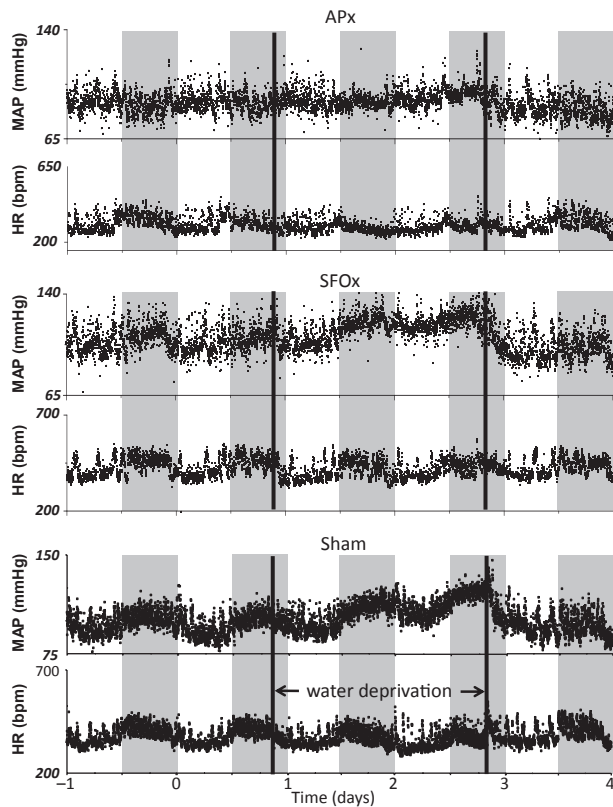 APx
140
MAP (mmHg)
65
650
HR (bpm)
200
SFOx
140
MAP (mmHg)
65
700
HR (bpm)
200
Sham
150
MAP (mmHg)
75
700
HR (bpm)
water deprivation
200
−1 0 1 2 3 4
Time (days)